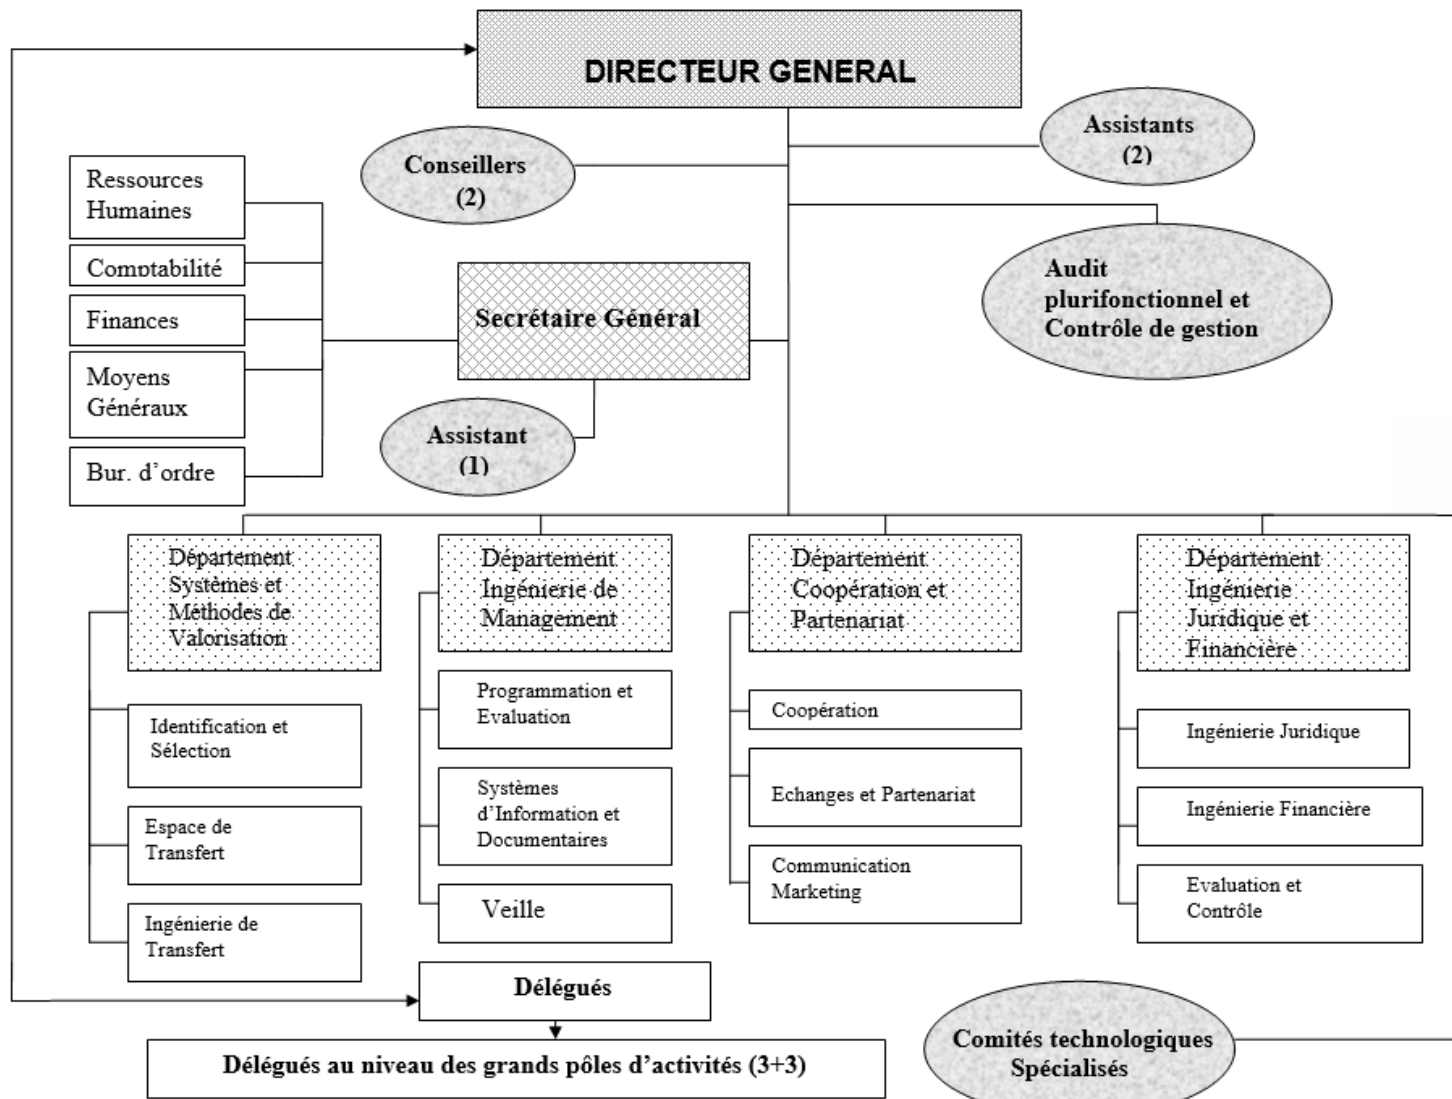 DIRECTEUR GENERAL
Assistants
(2)
Conseillers
(2)
Ressources
Humaines
Comptabilité
Finances
Moyens
Généraux
Bur. d'ordre
Secrétaire Général
Audit
plurifonctionnel et
Contrôle de gestion
Assistant
(1)
Département
Systèmes et
Méthodes de
Valorisation
Identification et
Sélection
Espace de
Transfert
Ingénierie de
Transfert
Département
Ingénierie de
Management
Programmation et
Evaluation
Systèmes
d'Information et
Documentaires
Veille
Département
Coopération et
Partenariat
Coopération
Echanges et Partenariat
Communication
Marketing
Département
Ingénierie
Juridique et
Financière
Ingénierie Juridique
Ingénierie Financière
Evaluation et
Contrôle
Délégués
Délégués au niveau des grands pôles d'activités (3+3)
Comités technologiques
Spécialisés